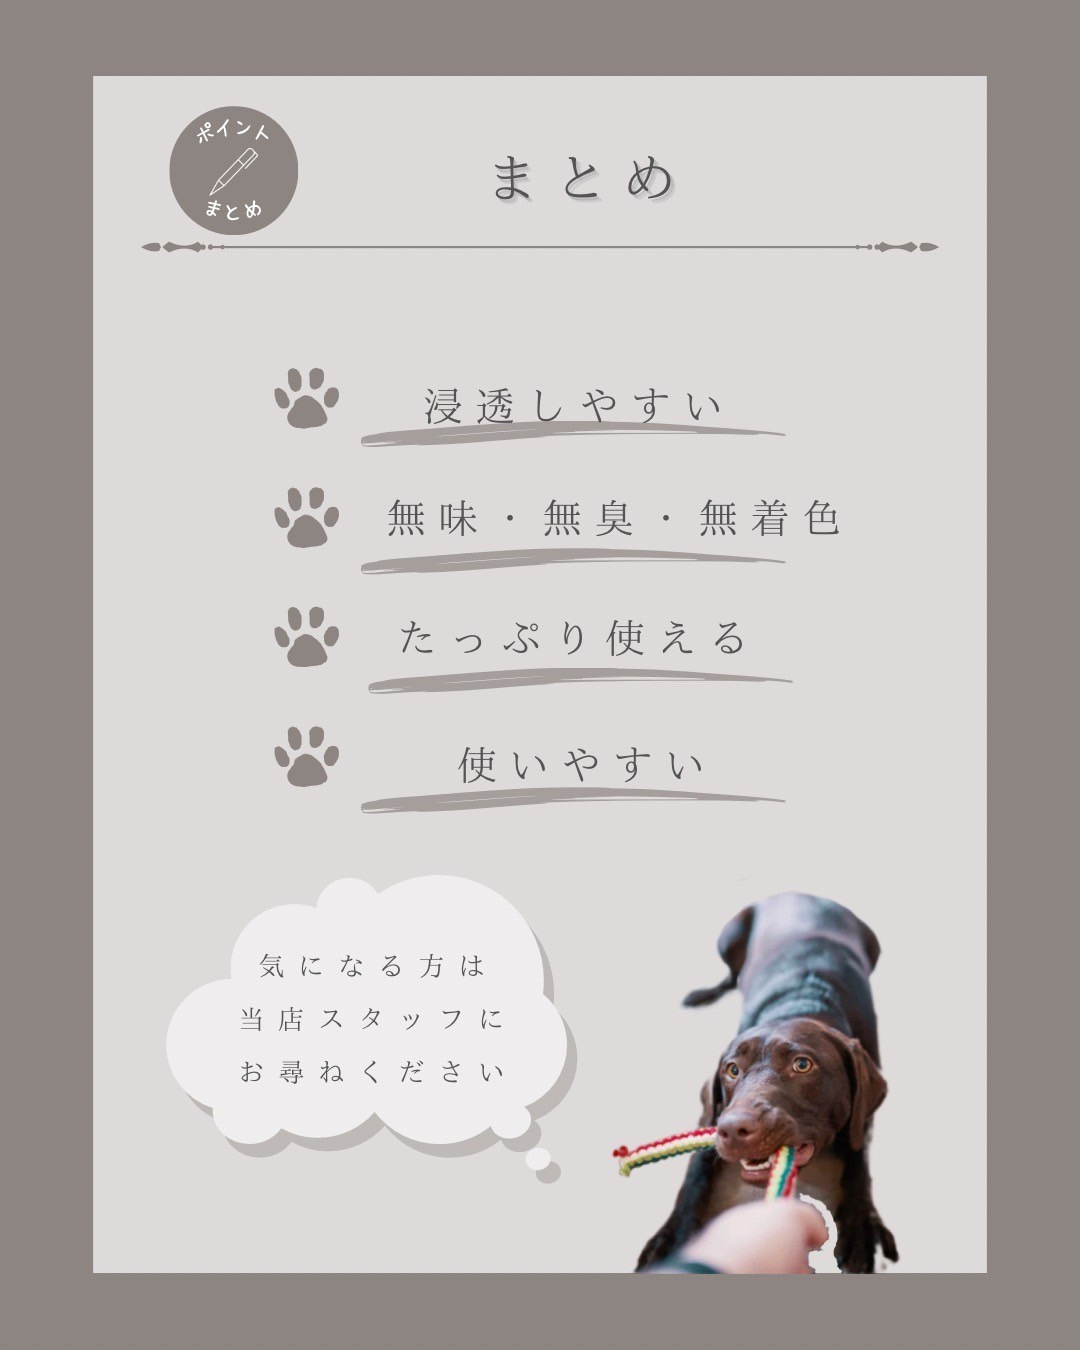 ポイント
まとめ
まとめ
浸透しやすい
無味・無臭・無着色
たっぷり使える
使いやすい
気になる方は
当店スタッフに
お尋ねください